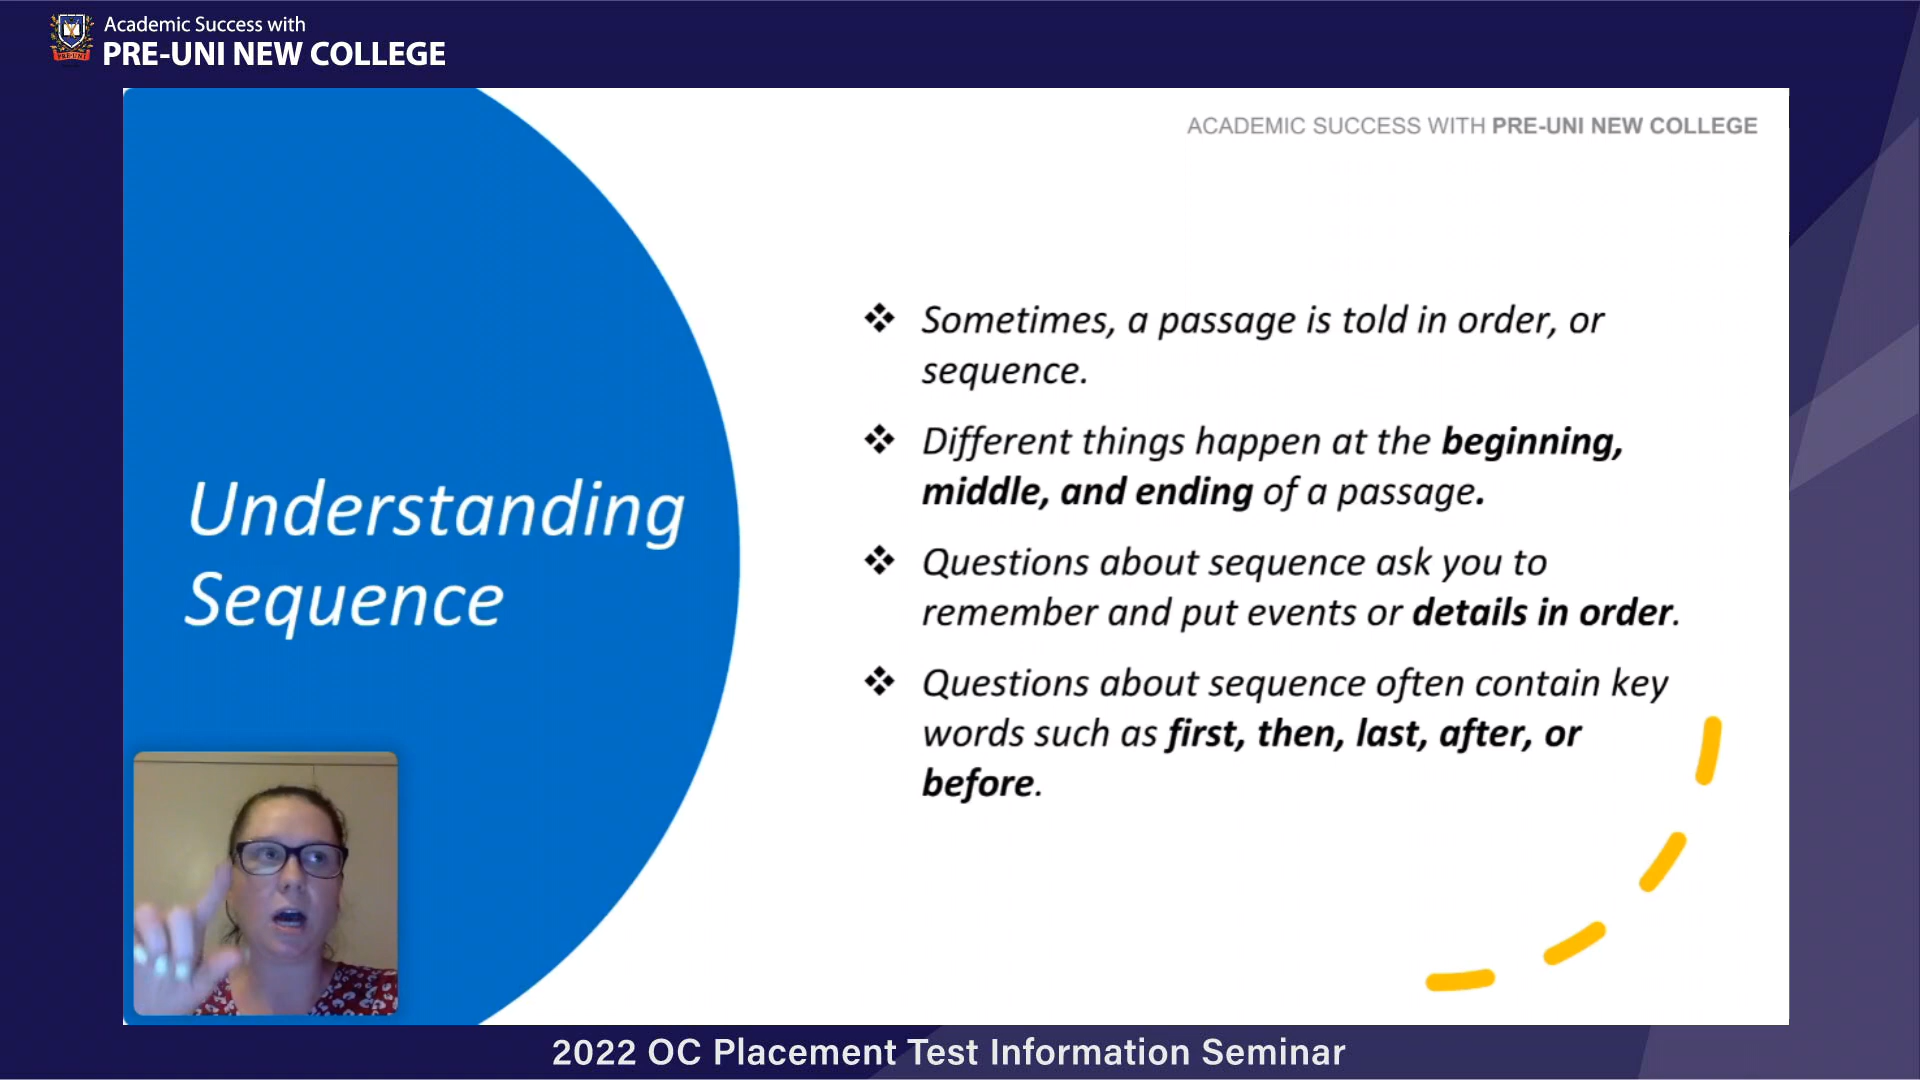 Academic Success with
PRE-UNI NEW COLLEGE
ACADEMIC SUCCESS WITH PRE-UNI NEW COLLEGE
Understanding
Sequence
❖ Sometimes, a passage is told in order, or
sequence.
❖ Different things happen at the beginning,
middle, and ending of a passage.
❖ Questions about sequence ask you to
remember and put events or details in order.
❖ Questions about sequence often contain key
words such as first, then, last, after, or
before.
2022 OC Placement Test Information Seminar